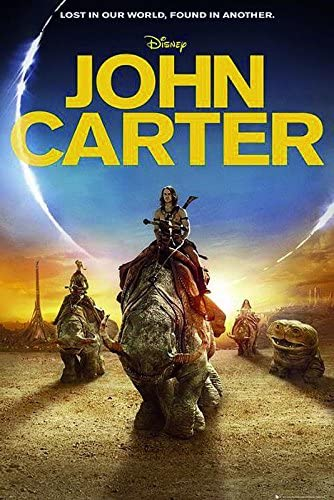 LOST IN OUR WORLD, FOUND IN ANOTHER.
Disney
JOHN
CARTER